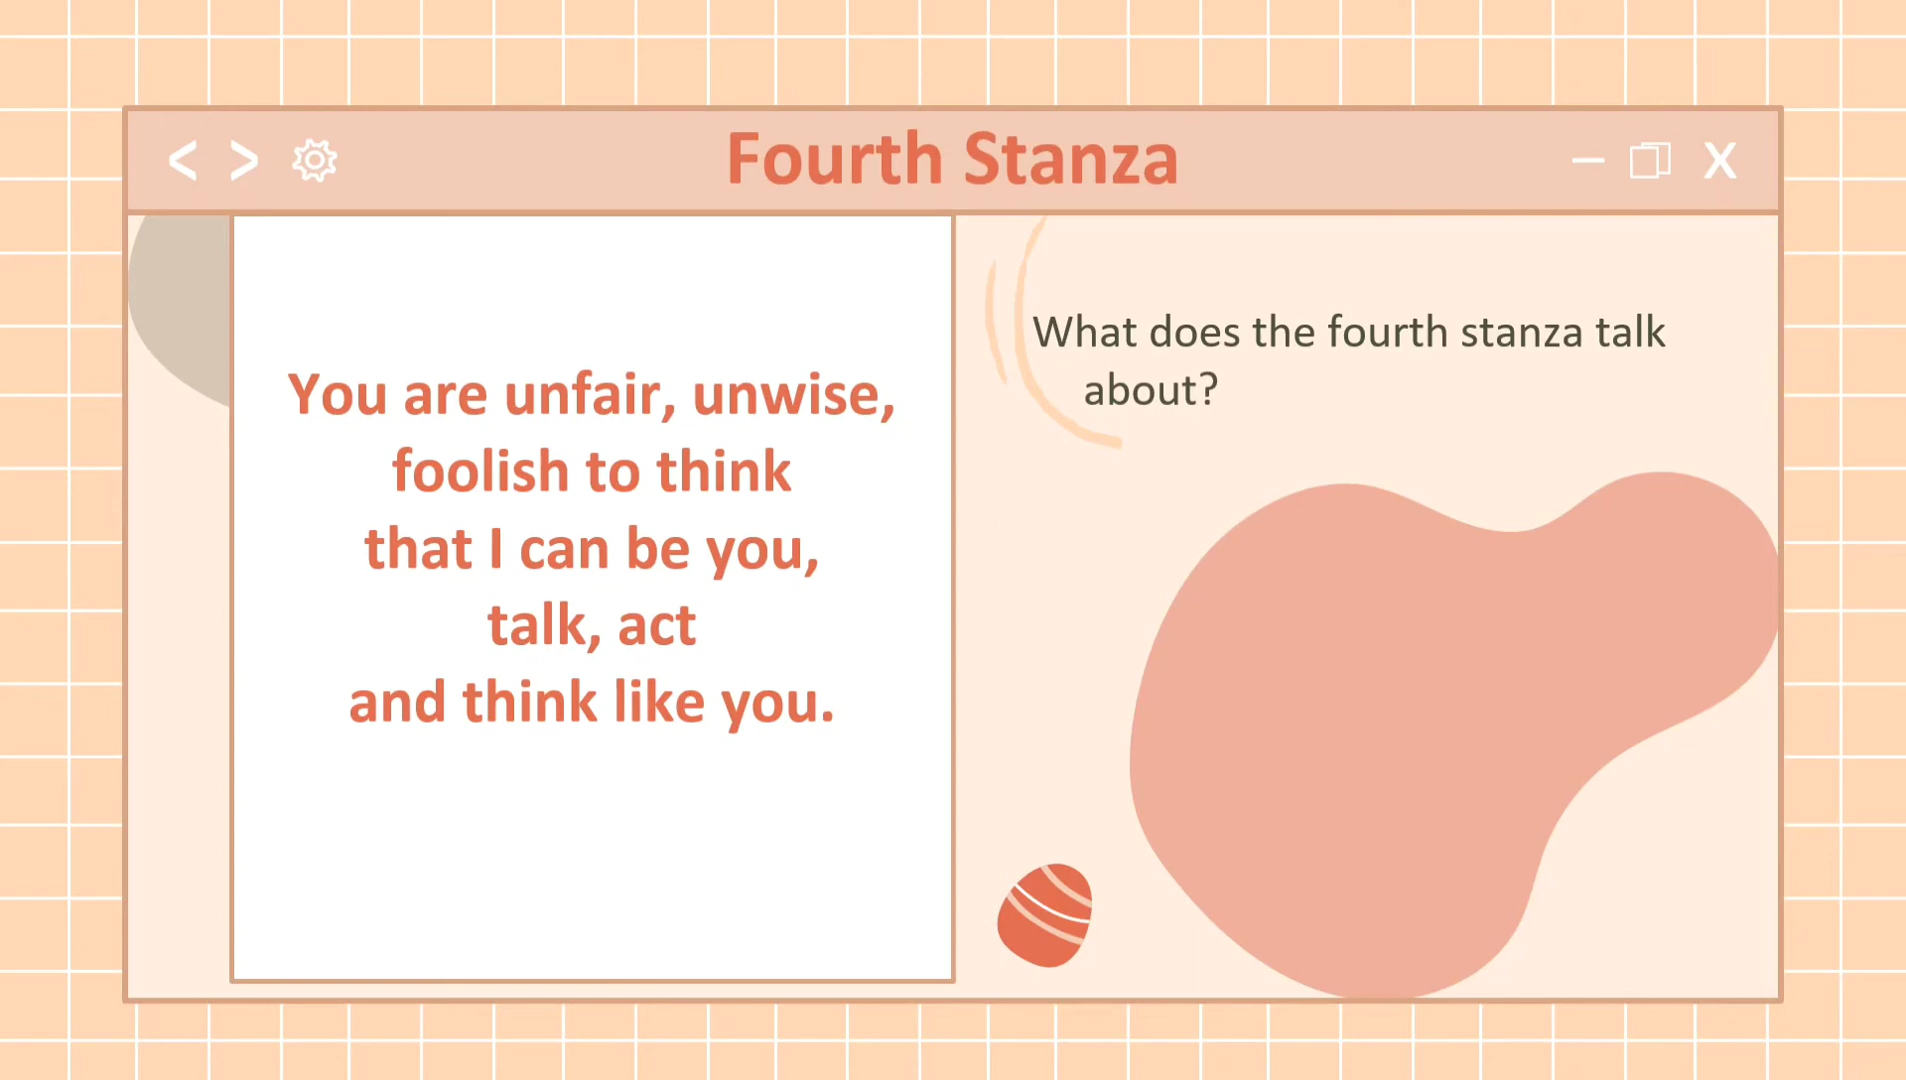 Fourth Stanza
You are unfair, unwise,
foolish to think
that I can be you,
talk, act
and think like you.
What does the fourth stanza talk
about?